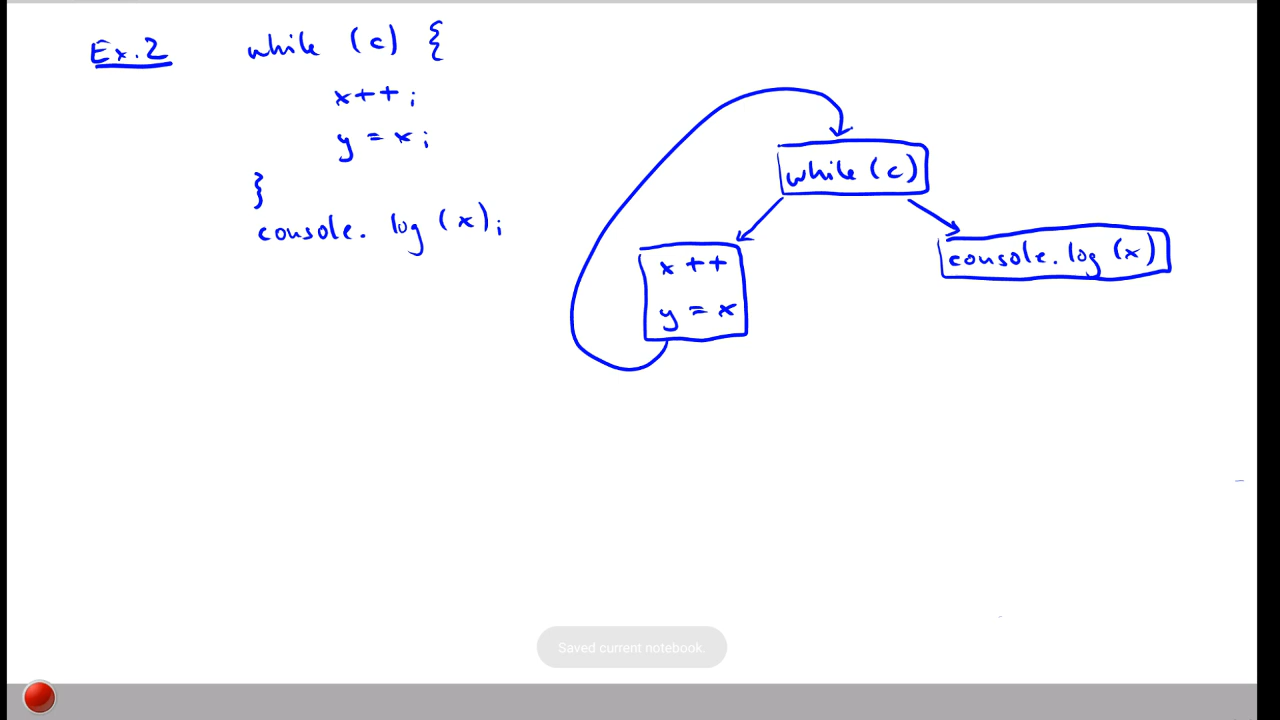 Ex.2 while (c) {
x++;
y = x;
}
console.log (x);
while (c)
x++
y = x
console.log (x)
Saved current notebook.